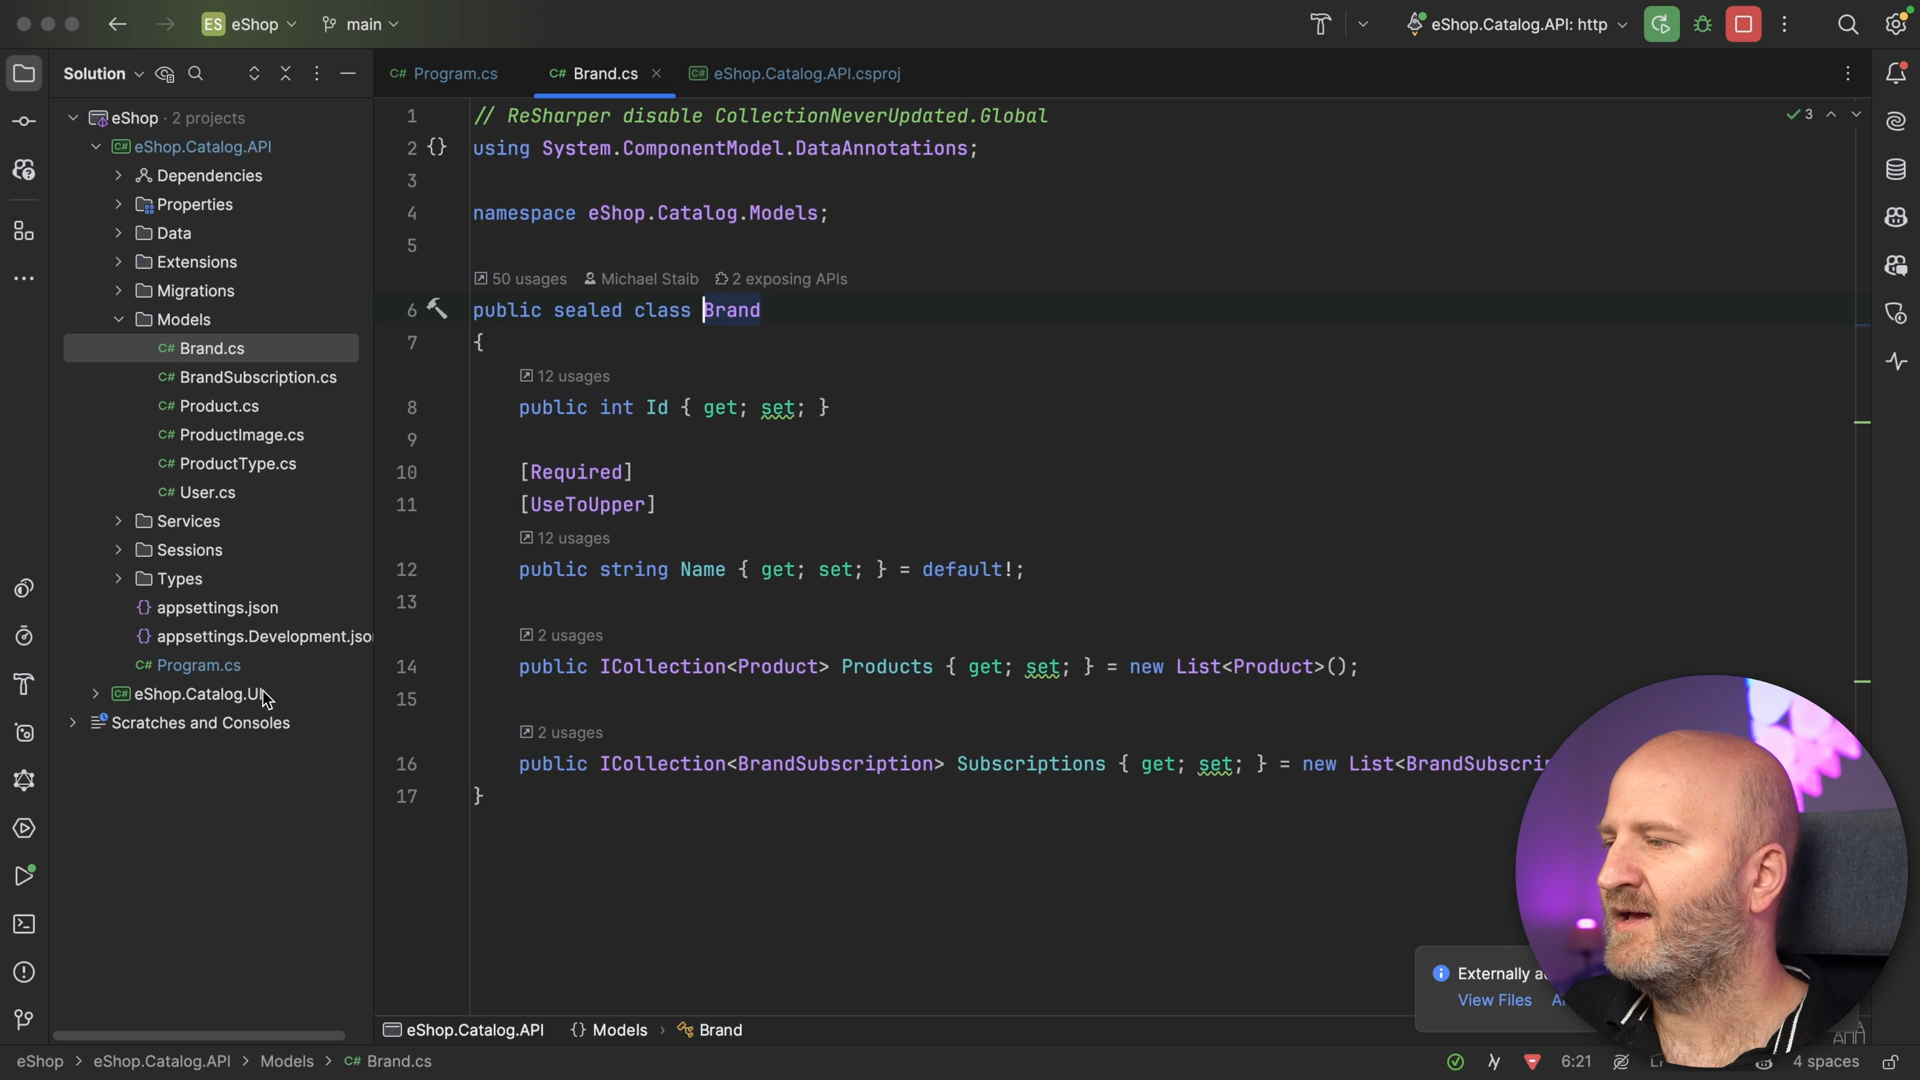 ES eShop
main
eShop.Catalog.API: http
Solution
Program.cs
Brand.cs
eShop.Catalog.API.csproj
eShop · 2 projects
eShop.Catalog.API
Dependencies
Properties
Data
Extensions
Migrations
Models
C# Brand.cs
C# BrandSubscription.cs
C# Product.cs
C# ProductImage.cs
C# ProductType.cs
C# User.cs
Services
Sessions
Types
{} appsettings.json
{} appsettings.Development.jso
C# Program.cs
C# eShop.Catalog.UI
Scratches and Consoles
3
1 // ReSharper disable CollectionNeverUpdated.Global
2 {} using System.ComponentModel.DataAnnotations;
3
4 namespace eShop.Catalog.Models;
5
50 usages Michael Staib 2 exposing APIs
6 public sealed class Brand
7 {
12 usages
8 public int Id { get; set; }
9
10 [Required]
11 [UseToUpper]
12 usages
12 public string Name { get; set; } = default!;
13
2 usages
14 public ICollection<Product> Products { get; set; } = new List<Product>();
15
2 usages
16 public ICollection<BrandSubscription> Subscriptions { get; set; } = new List<BrandSubscri
17 }
Externally a
View Files
eShop.Catalog.API {} Models › Brand
eShop > eShop.Catalog.API > Models > C# Brand.cs
6:21
4 spaces